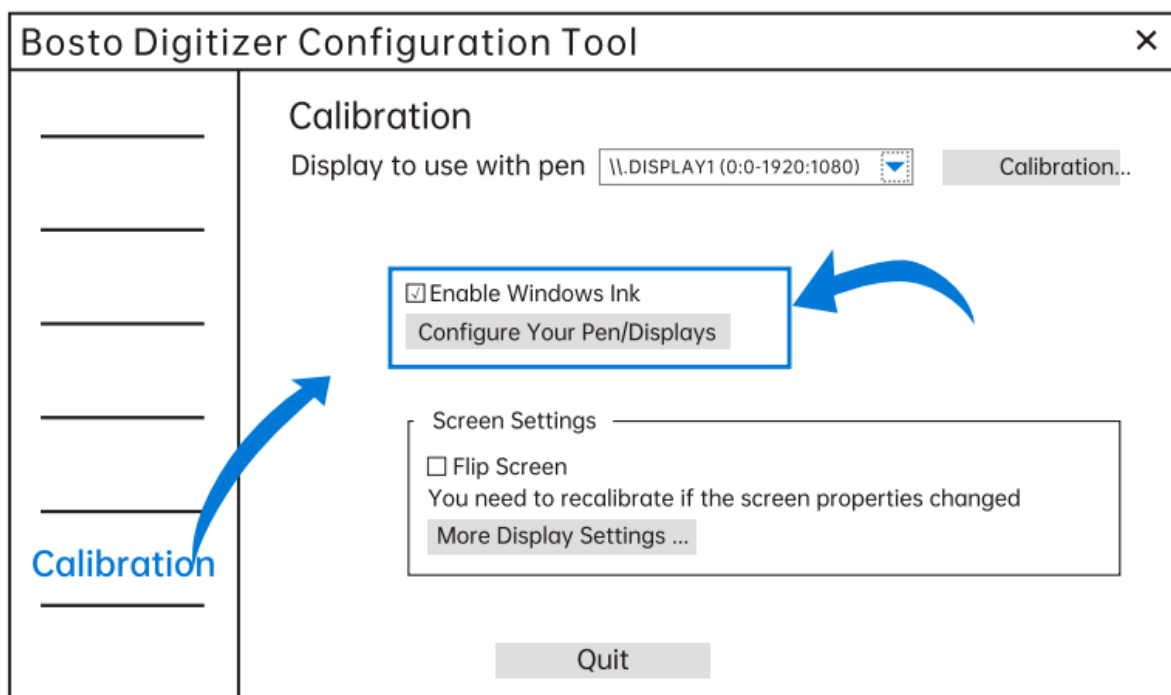 Bosto Digitizer Configuration Tool ✕
Calibration
Display to use with pen \\.DISPLAY1 (0:0-1920:1080) Calibration...
Enable Windows Ink
Configure Your Pen/Displays
Screen Settings
Flip Screen
You need to recalibrate if the screen properties changed
More Display Settings ...
Calibration
Quit